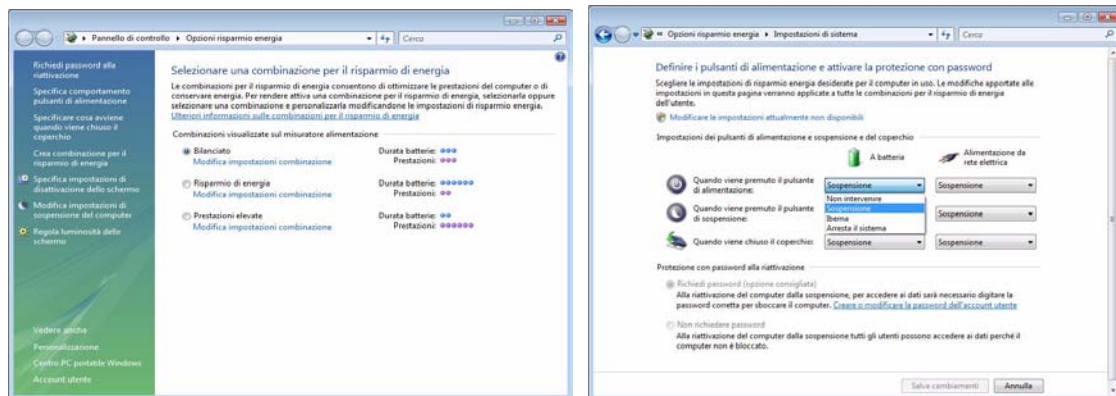 Pannello di controllo ▸ Opzioni risparmio energia
Cerca
Richiedi password alla
riattivazione
Specifica comportamento
pulsanti di alimentazione
Specificare cosa avviene
quando viene chiuso il
coperchio
Crea combinazione per il
risparmio di energia
Specifica impostazioni di
disattivazione dello schermo
Modifica impostazioni di
sospensione del computer
Regola luminosità dello
schermo
Vedere anche
Personalizzazione
Centro PC portatile Windows
Account utente
Selezionare una combinazione per il risparmio di energia
Le combinazioni per il risparmio di energia consentono di ottimizzare le prestazioni del computer o di
conservare energia. Per rendere attiva una combinazione per il risparmio di energia, selezionarla oppure
selezionare una combinazione e personalizzarla modificandone le impostazioni di risparmio energia.
Ulteriori informazioni sulle combinazioni per il risparmio di energia
Combinazioni visualizzate sul misuratore alimentazione
Bilanciato Durata batterie:
Modifica impostazioni combinazione Prestazioni:
Risparmio di energia Durata batterie:
Modifica impostazioni combinazione Prestazioni:
Prestazioni elevate Durata batterie:
Modifica impostazioni combinazione Prestazioni:
« Opzioni risparmio energia ▸ Impostazioni di sistema
Cerca
Definire i pulsanti di alimentazione e attivare la protezione con password
Scegliere le impostazioni di risparmio energia desiderate per il computer in uso. Le modifiche apportate alle
impostazioni in questa pagina verranno applicate a tutte le combinazioni per il risparmio di energia
dell'utente.
Modificare le impostazioni attualmente non disponibili
Impostazioni dei pulsanti di alimentazione e sospensione e del coperchio
A batteria
Alimentazione da
rete elettrica
Quando viene premuto il pulsante
di alimentazione:
Sospensione Sospensione
Non intervenire
Sospensione
Iberna
Arresta il sistema
Quando viene premuto il pulsante
di sospensione:
Sospensione
Quando viene chiuso il coperchio: Sospensione Sospensione
Protezione con password alla riattivazione
Richiedi password (opzione consigliata)
Alla riattivazione del computer dalla sospensione, per accedere ai dati sarà necessario digitare la
password corretta per sboccare il computer. Creare o modificare la password dell'account utente
Non richiedere password
Alla riattivazione del computer dalla sospensione tutti gli utenti possono accedere ai dati perché il
computer non è bloccato.
Salva cambiamenti Annulla